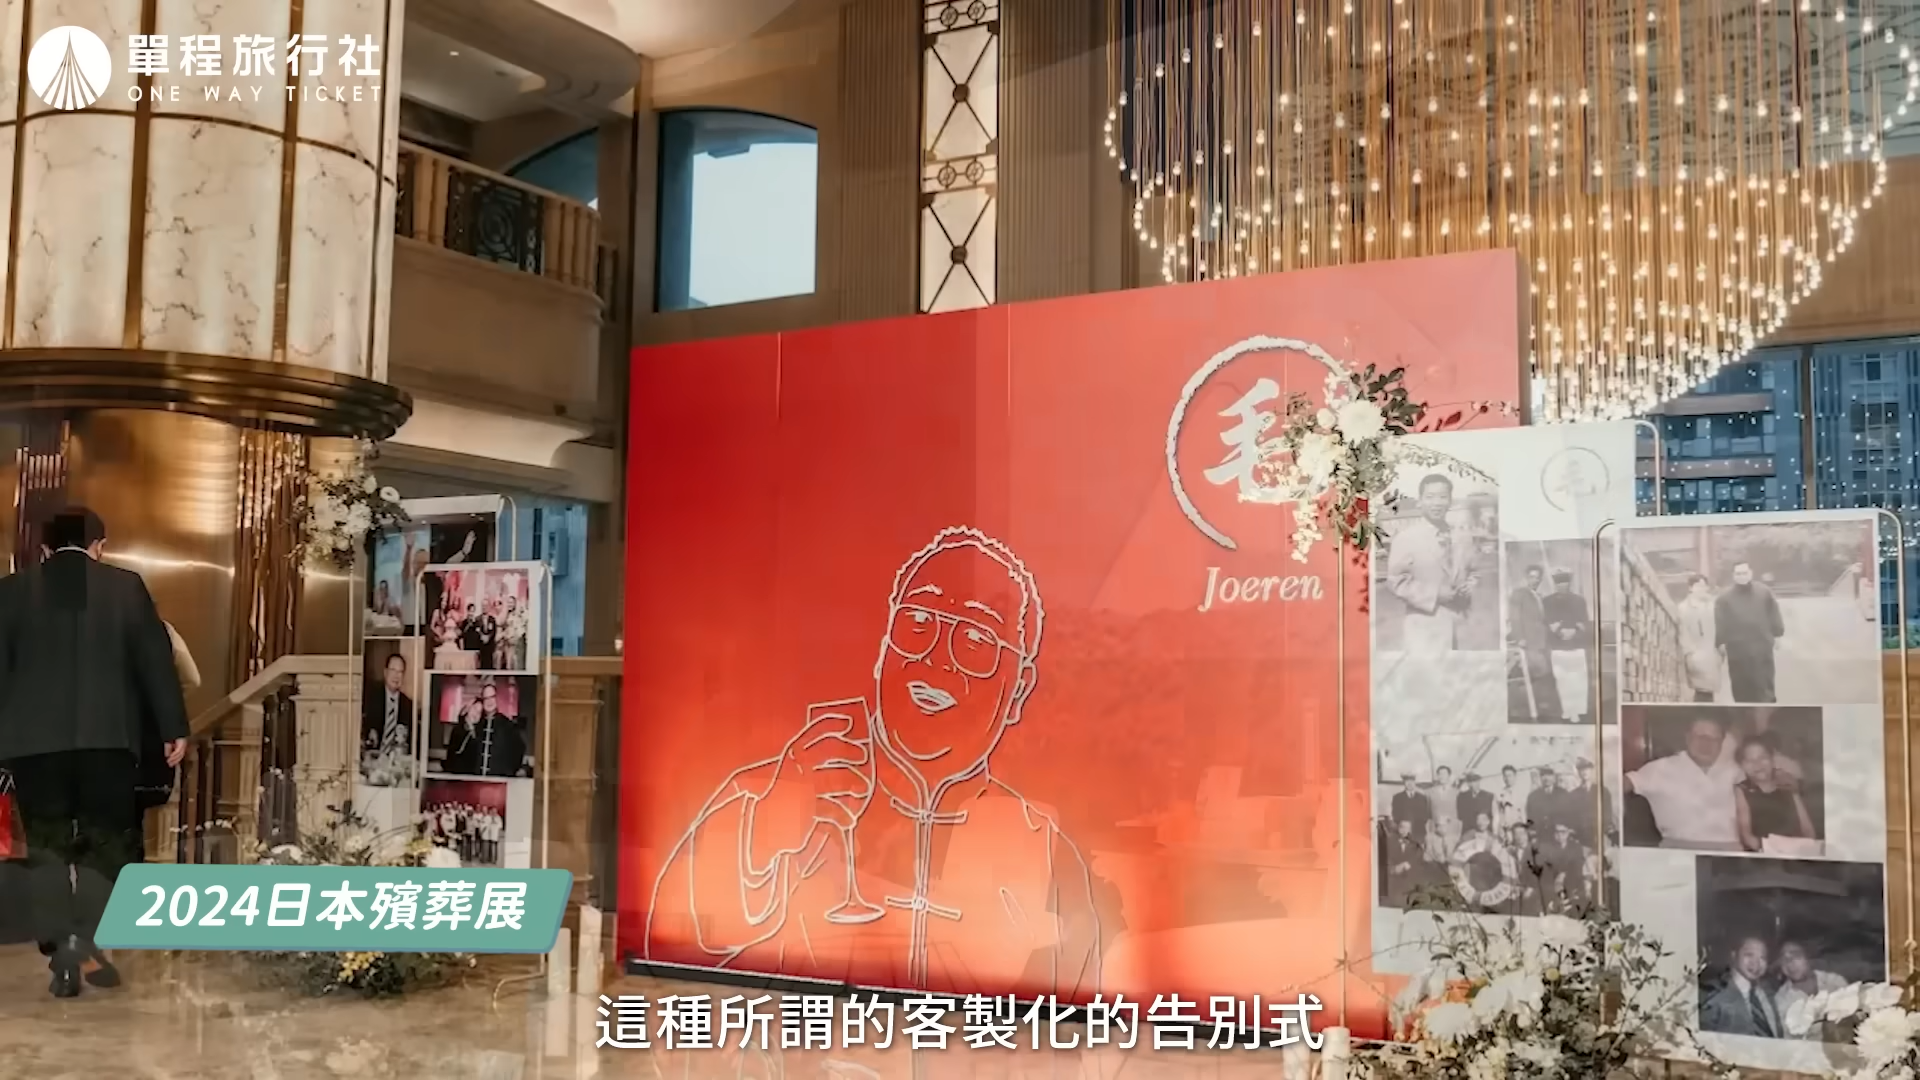 單程旅行社
ONE WAY TICKET
毛
Joeren
2024日本殯葬展
這種所謂的客製化的告別式